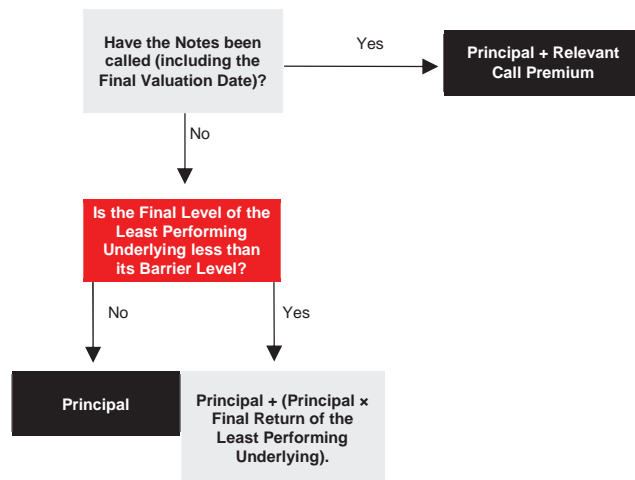 Have the Notes been
called (including the
Final Valuation Date)?
Yes
Principal + Relevant
Call Premium
No
Is the Final Level of the
Least Performing
Underlying less than
its Barrier Level?
No
Yes
Principal
Principal + (Principal ×
Final Return of the
Least Performing
Underlying).